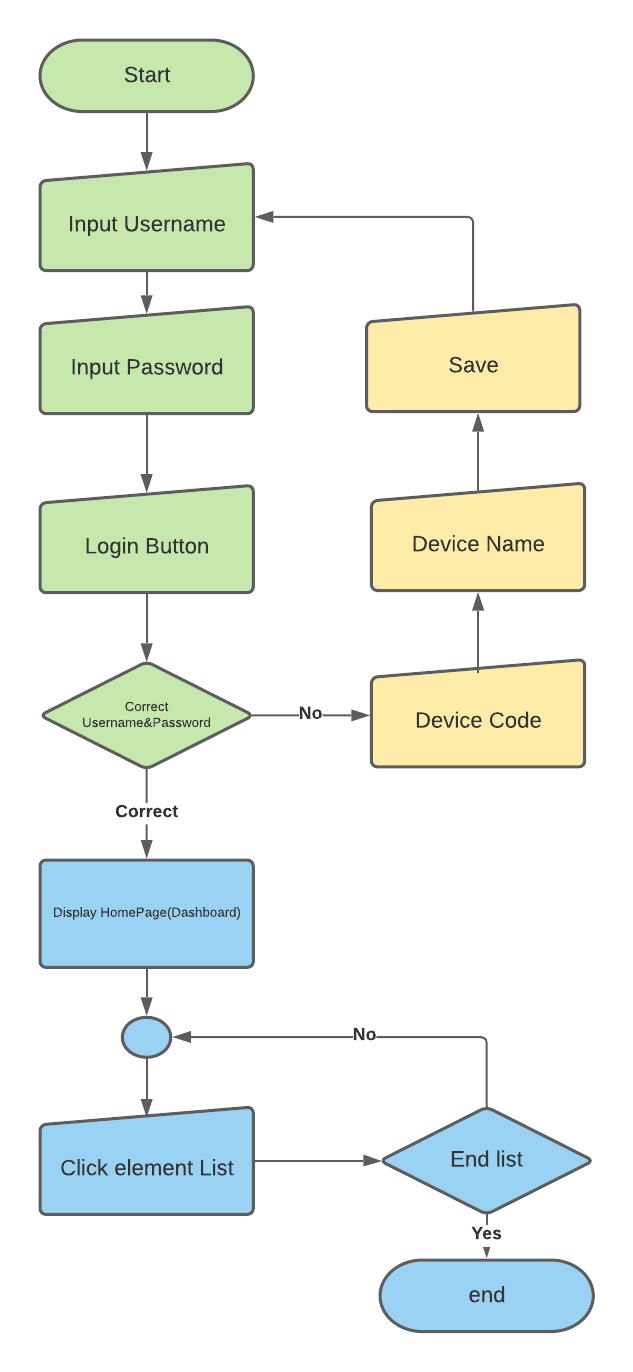 Start
Input Username
Input Password
Save
Login Button
Device Name
Correct
Username&Password
No
Device Code
Correct
Display HomePage(Dashboard)
No
Click element List
End list
Yes
end